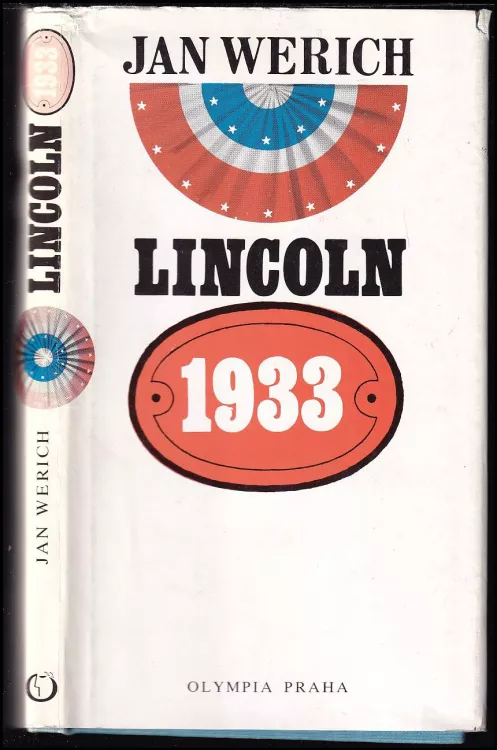 JAN WERICH
LINCOLN
1933
OLYMPIA PRAHA
1933
LINCOLN
JAN WERICH